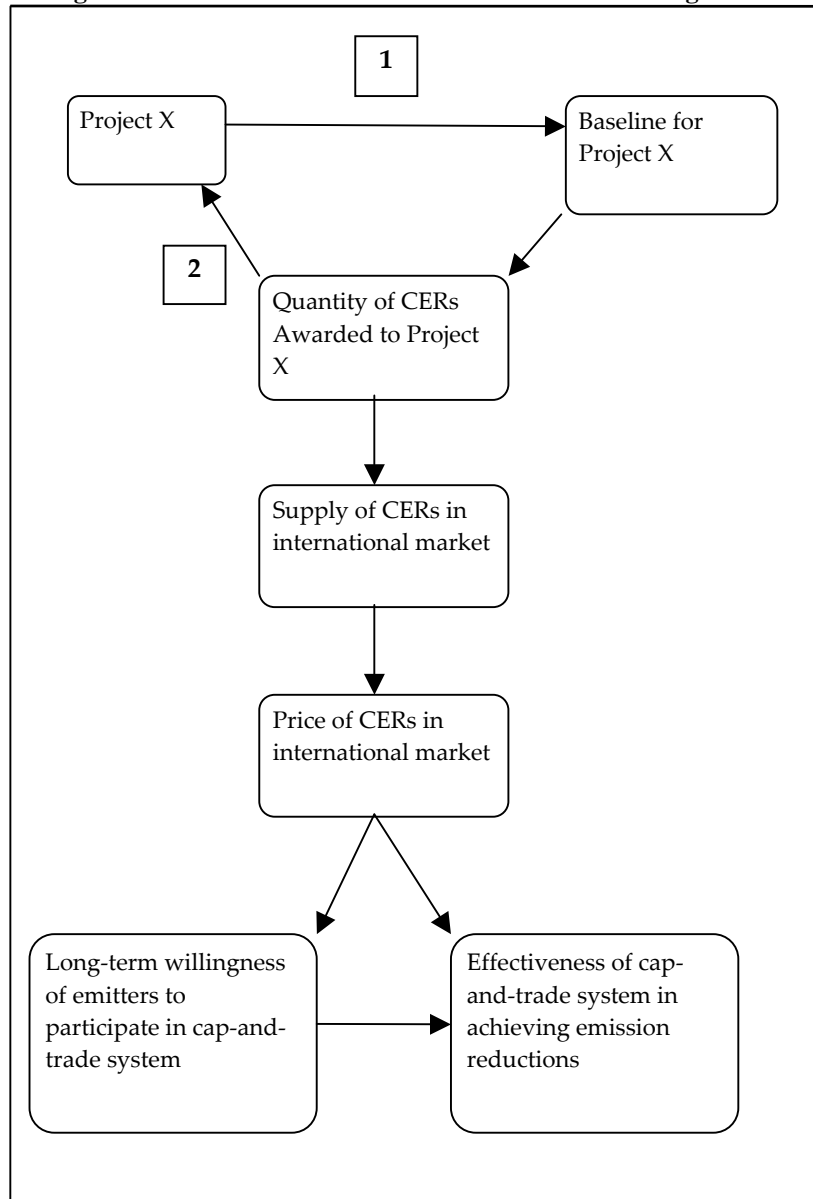 1
Project X
Baseline for
Project X
2
Quantity of CERs
Awarded to Project
X
Supply of CERs in
international market
Price of CERs in
international market
Long-term willingness
of emitters to
participate in cap-and-
trade system
Effectiveness of cap-
and-trade system in
achieving emission
reductions